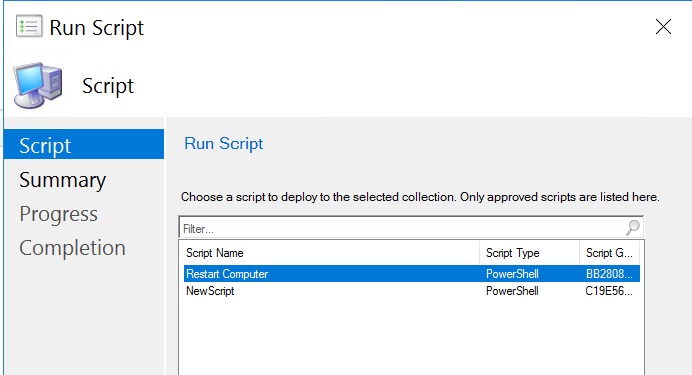 Run Script
Script
Script
Summary
Progress
Completion
Run Script
Choose a script to deploy to the selected collection. Only approved scripts are listed here.
Filter...
Script Name Script Type Script G...
Restart Computer PowerShell BB2808...
NewScript PowerShell C19E56...